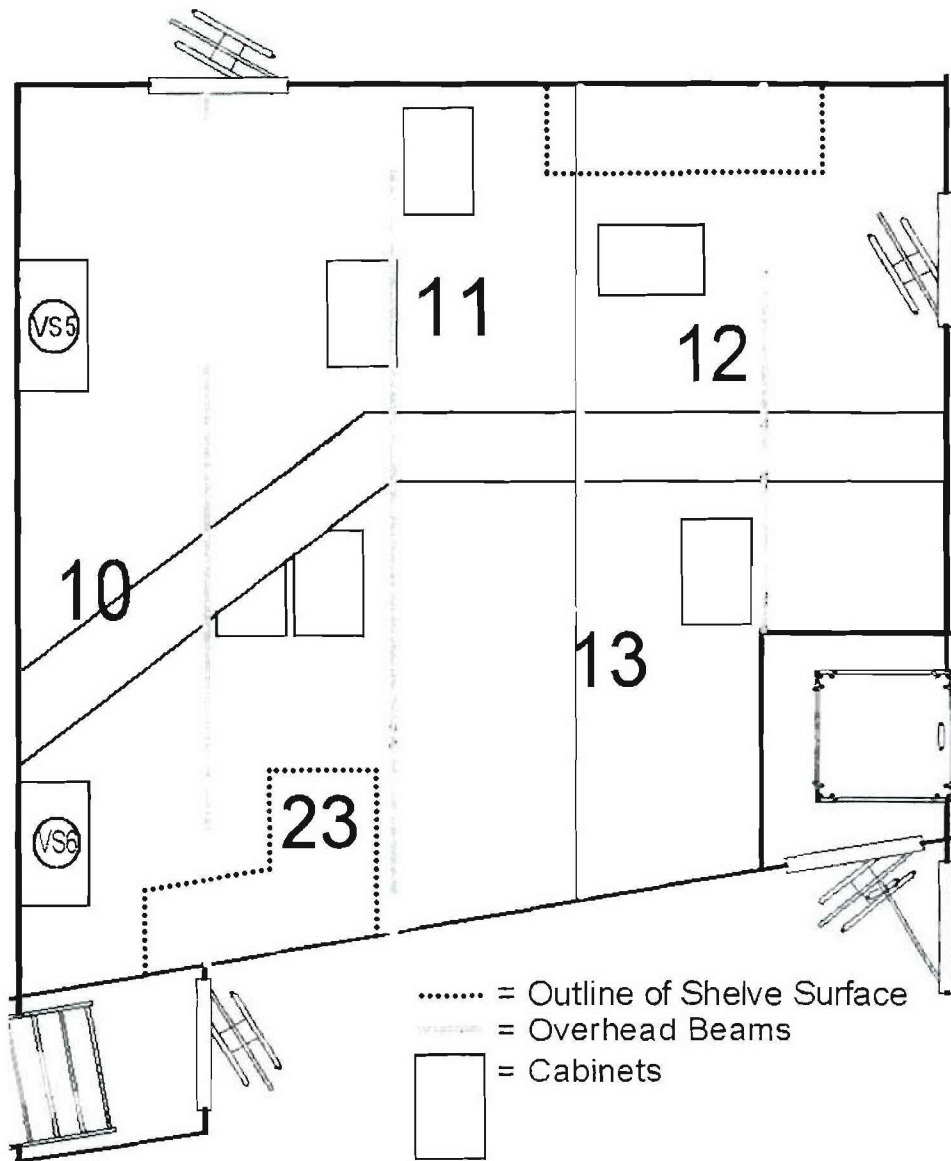 VS5
11
12
10
13
23
VS6
= Outline of Shelve Surface
= Overhead Beams
= Cabinets